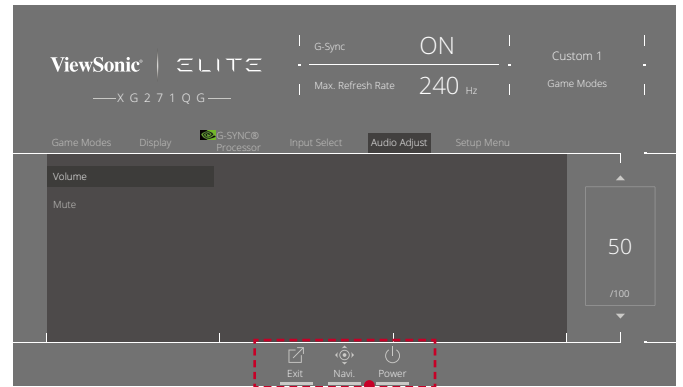 ViewSonic® | ELITE
XG271QG
G-Sync ON
Max. Refresh Rate 240 Hz
Custom 1
Game Modes
Game Modes Display G-SYNC® Processor Input Select Audio Adjust Setup Menu
Volume
Mute
50
/100
Exit Navi. Power